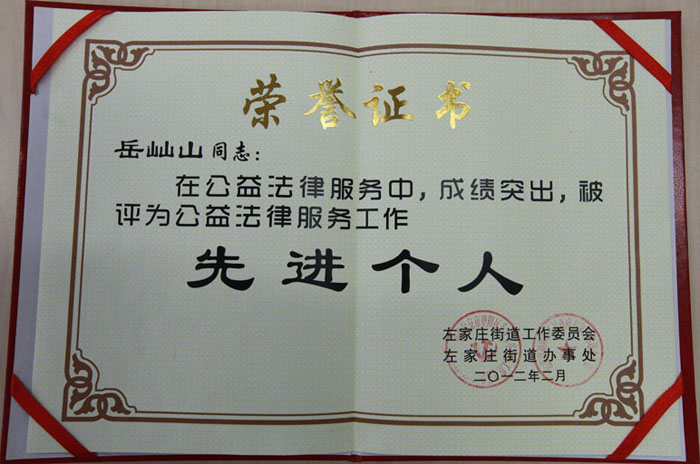 荣誉证书
岳屾山同志:
在公益法律服务中,成绩突出,被
评为公益法律服务工作
先进个人
左家庄街道工作委员会
左家庄街道办事处
二〇一二年二月